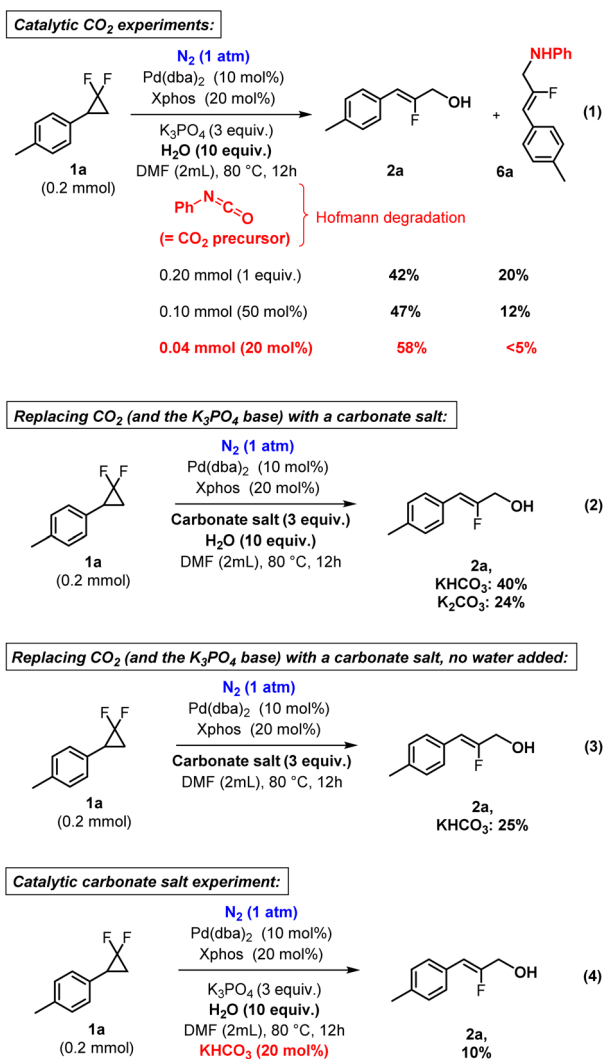 Catalytic CO₂ experiments:
N₂ (1 atm)
Pd(dba)₂ (10 mol%)
Xphos (20 mol%)
K₃PO₄ (3 equiv.)
H₂O (10 equiv.)
DMF (2mL), 80 °C, 12h
F F
1a
(0.2 mmol)
OH
F
2a
+
NHPh
F
6a
(1)
Ph N C O
(= CO₂ precursor)
Hofmann degradation
0.20 mmol (1 equiv.) 42% 20%
0.10 mmol (50 mol%) 47% 12%
0.04 mmol (20 mol%) 58% <5%
Replacing CO₂ (and the K₃PO₄ base) with a carbonate salt:
N₂ (1 atm)
Pd(dba)₂ (10 mol%)
Xphos (20 mol%)
Carbonate salt (3 equiv.)
H₂O (10 equiv.)
DMF (2mL), 80 °C, 12h
F F
1a
(0.2 mmol)
OH
F
2a,
KHCO₃: 40%
K₂CO₃: 24%
(2)
Replacing CO₂ (and the K₃PO₄ base) with a carbonate salt, no water added:
N₂ (1 atm)
Pd(dba)₂ (10 mol%)
Xphos (20 mol%)
Carbonate salt (3 equiv.)
DMF (2mL), 80 °C, 12h
F F
1a
(0.2 mmol)
OH
F
2a,
KHCO₃: 25%
(3)
Catalytic carbonate salt experiment:
N₂ (1 atm)
Pd(dba)₂ (10 mol%)
Xphos (20 mol%)
K₃PO₄ (3 equiv.)
H₂O (10 equiv.)
DMF (2mL), 80 °C, 12h
KHCO₃ (20 mol%)
F F
1a
(0.2 mmol)
OH
F
2a,
10%
(4)